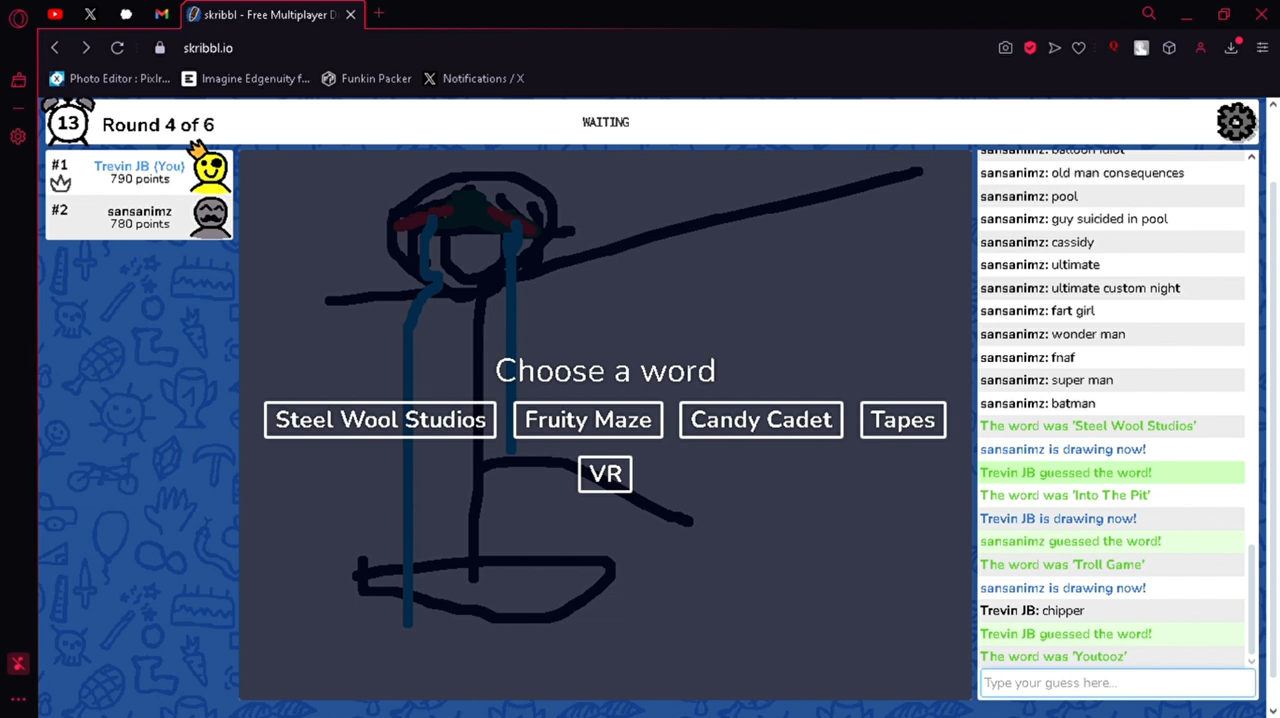 skribbl - Free Multiplayer D
skribbl.io
Photo Editor : Pixlr... Imagine Edgenuity f... Funkin Packer Notifications / X
13 Round 4 of 6 WAITING
#1 Trevin JB (You)
790 points
#2 sansanimz
780 points
Choose a word
Steel Wool Studios Fruity Maze Candy Cadet Tapes
VR
sansanimz: balloon idiot
sansanimz: old man consequences
sansanimz: pool
sansanimz: guy suicided in pool
sansanimz: cassidy
sansanimz: ultimate
sansanimz: ultimate custom night
sansanimz: fart girl
sansanimz: wonder man
sansanimz: fnaf
sansanimz: super man
sansanimz: batman
The word was 'Steel Wool Studios'
sansanimz is drawing now!
Trevin JB guessed the word!
The word was 'Into The Pit'
Trevin JB is drawing now!
sansanimz guessed the word!
The word was 'Troll Game'
sansanimz is drawing now!
Trevin JB: chipper
Trevin JB guessed the word!
The word was 'Youtooz'
Type your guess here...